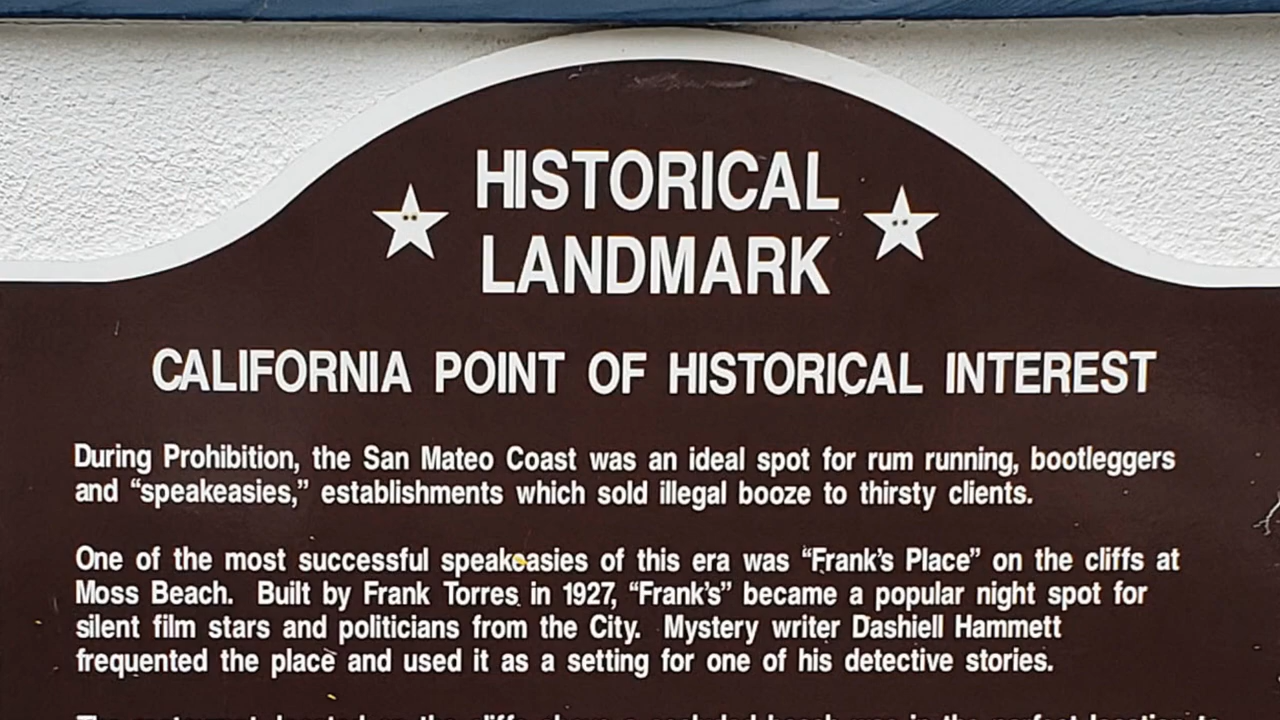 HISTORICAL
LANDMARK
CALIFORNIA POINT OF HISTORICAL INTEREST
During Prohibition, the San Mateo Coast was an ideal spot for rum running, bootleggers
and “speakeasies,” establishments which sold illegal booze to thirsty clients.
One of the most successful speakeasies of this era was “Frank’s Place” on the cliffs at
Moss Beach. Built by Frank Torres in 1927, “Frank’s” became a popular night spot for
silent film stars and politicians from the City. Mystery writer Dashiell Hammett
frequented the place and used it as a setting for one of his detective stories.